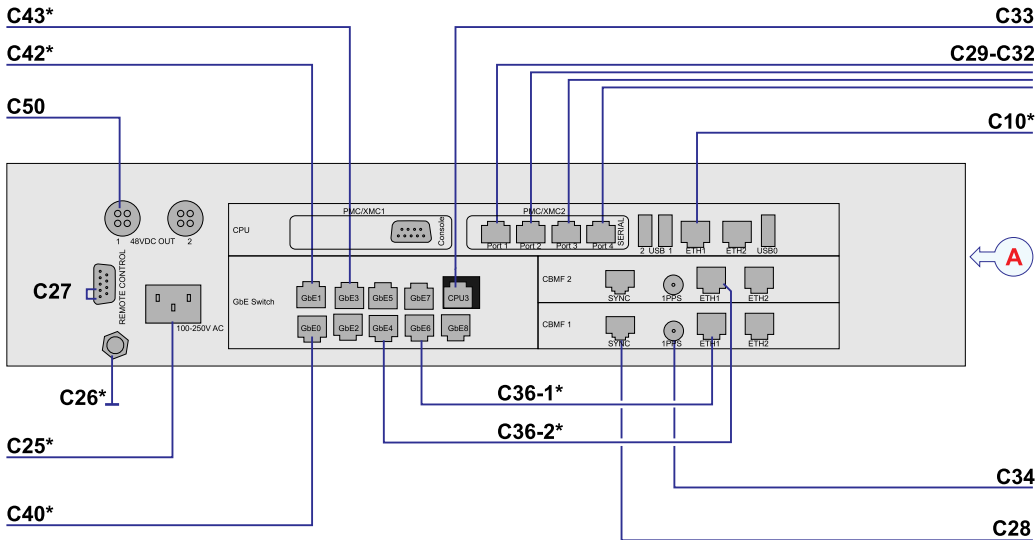 C43*
C33
C42*
C29-C32
C50
C10*
PMC/XMC1
PMC/XMC2
CPU
Console
Port 1 Port 2 Port 3 Port 4
SERIAL
2 USB 1
ETH1
ETH2
USB0
1 48VDC OUT 2
A
REMOTE CONTROL
C27
100-250V AC
GbE Switch
GbE1 GbE3 GbE5 GbE7 CPU3
GbE0 GbE2 GbE4 GbE6 GbE8
CBMF 2
SYNC 1PPS ETH1 ETH2
CBMF 1
SYNC 1PPS ETH1 ETH2
C26*
C36-1*
C36-2*
C25*
C34
C40*
C28